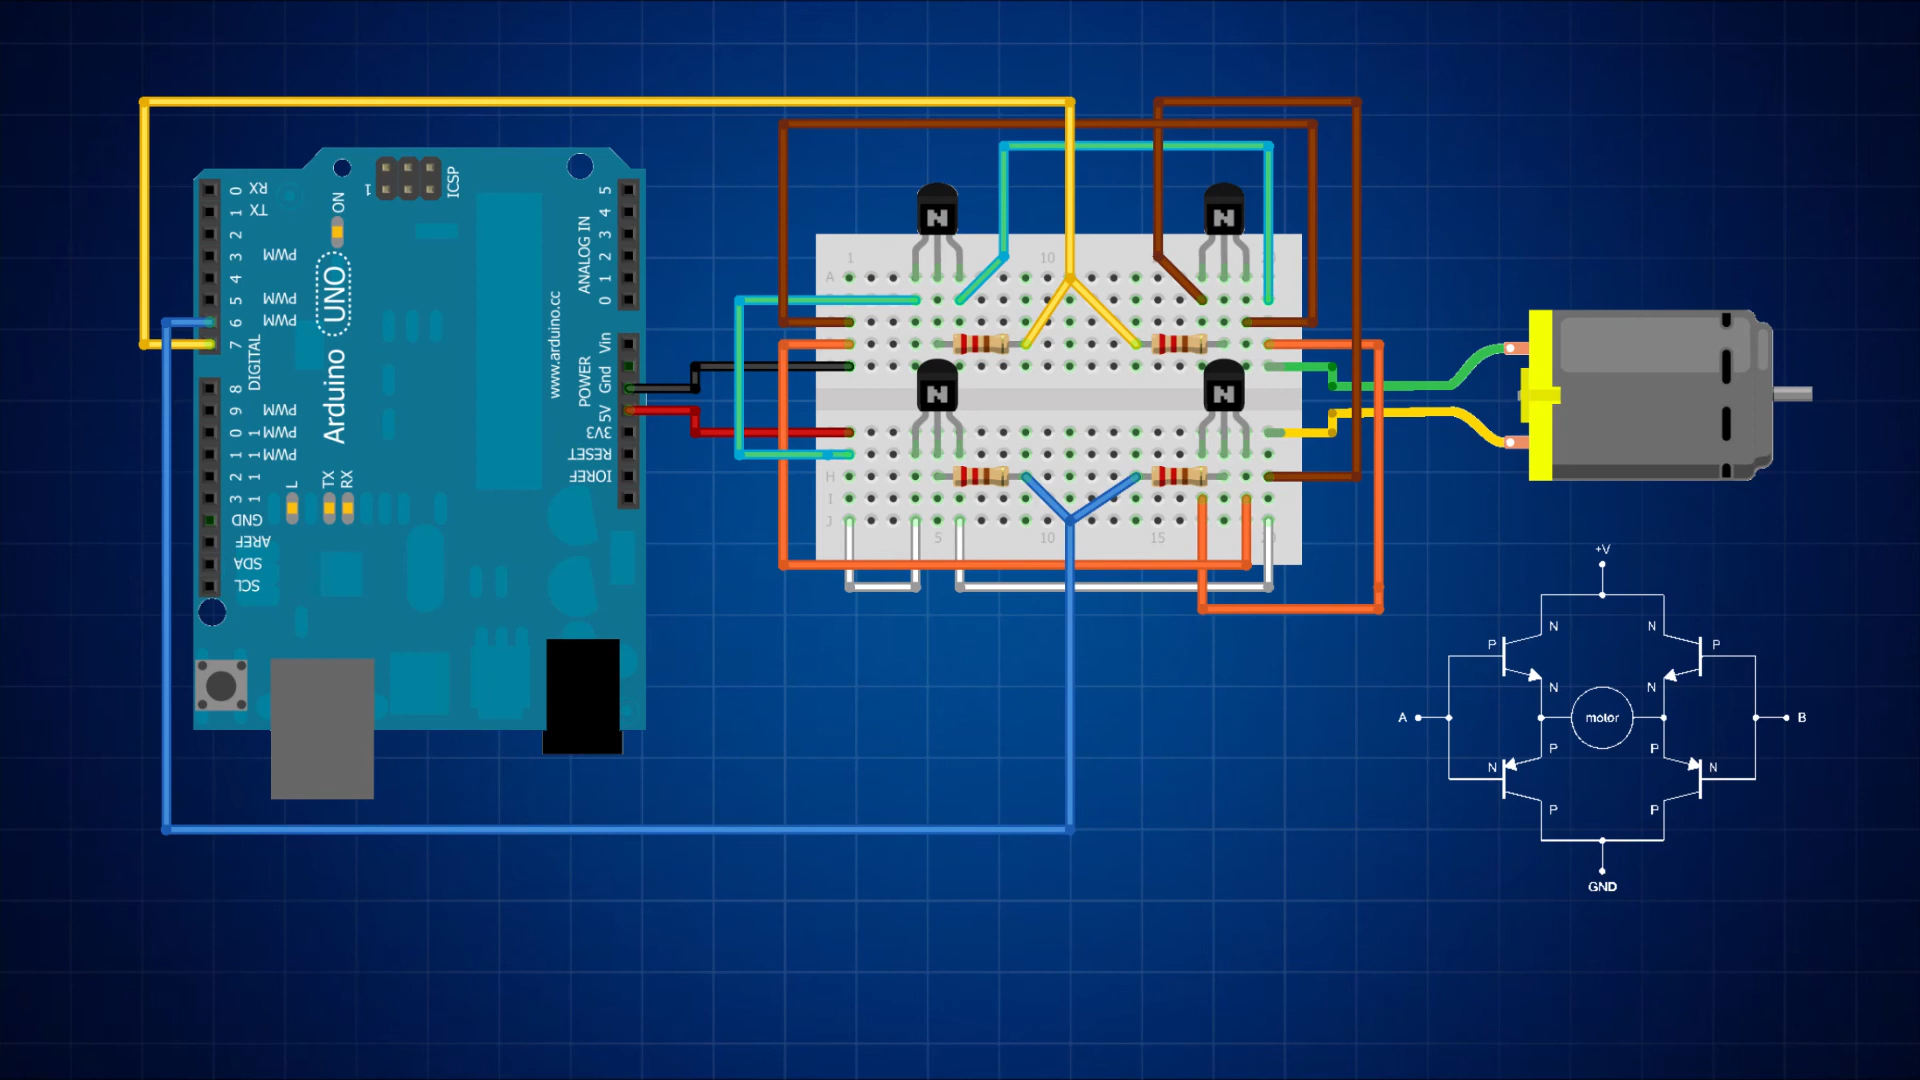 0 RX
1 TX
2
3 PWM
4
5 PWM
6 PWM
7
DIGITAL
8
9 PWM
10 PWM
11 PWM
12
13
GND
AREF
SDA
SCL
ON
1
ICSP
UNO
Arduino
L
TX
RX
www.arduino.cc
5
4
3
2
1
0
ANALOG IN
POWER
Vin
Gnd
5V
3V3
RESET
IOREF
N
N
N
N
1
10
A
H
I
J
5
10
15
+V
N
N
P
P
N
N
A
motor
B
P
P
N
N
P
P
GND